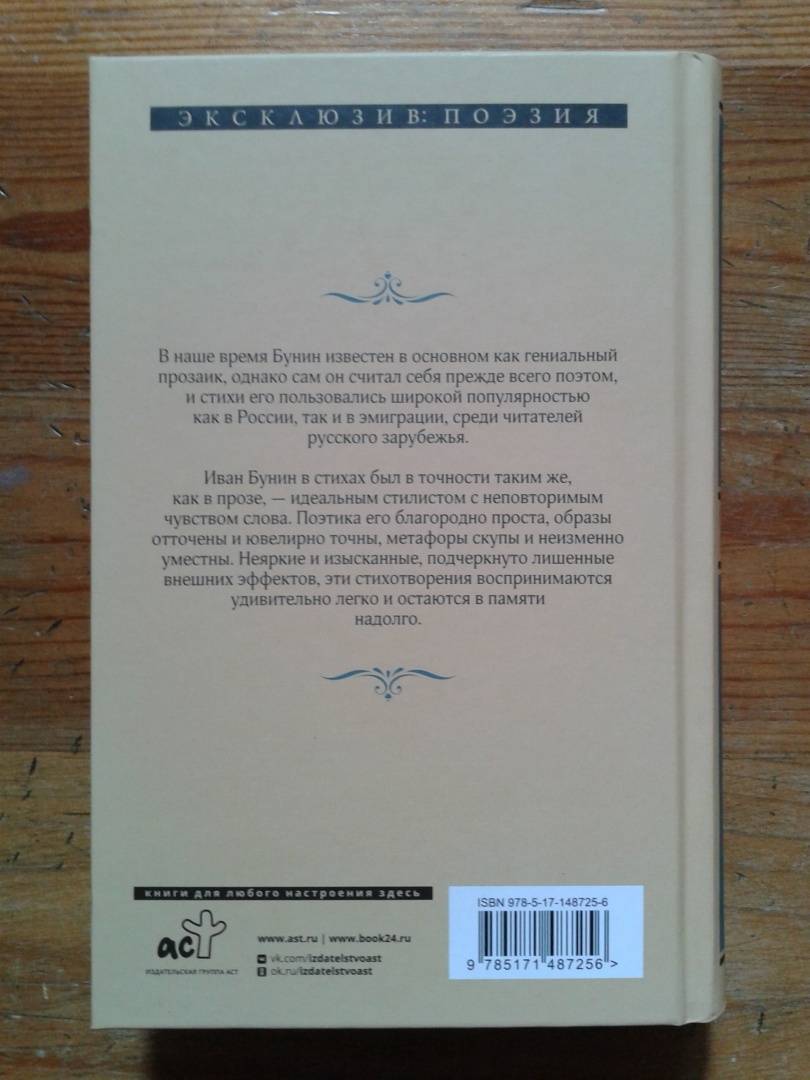 ЭКСКЛЮЗИВ: ПОЭЗИЯ
В наше время Бунин известен в основном как гениальный
прозаик, однако сам он считал себя прежде всего поэтом,
и стихи его пользовались широкой популярностью
как в России, так и в эмиграции, среди читателей
русского зарубежья.
Иван Бунин в стихах был в точности таким же,
как в прозе, — идеальным стилистом с неповторимым
чувством слова. Поэтика его благородно проста, образы
отточены и ювелирно точны, метафоры скупы и неизменно
уместны. Неяркие и изысканные, подчеркнуто лишенные
внешних эффектов, эти стихотворения воспринимаются
удивительно легко и остаются в памяти
надолго.
книги для любого настроения здесь
аст
ИЗДАТЕЛЬСКАЯ ГРУППА АСТ
www.ast.ru | www.book24.ru
vk.com/izdatelstvoast
ok.ru/izdatelstvoast
ISBN 978-5-17-148725-6
9 785171 487256 >